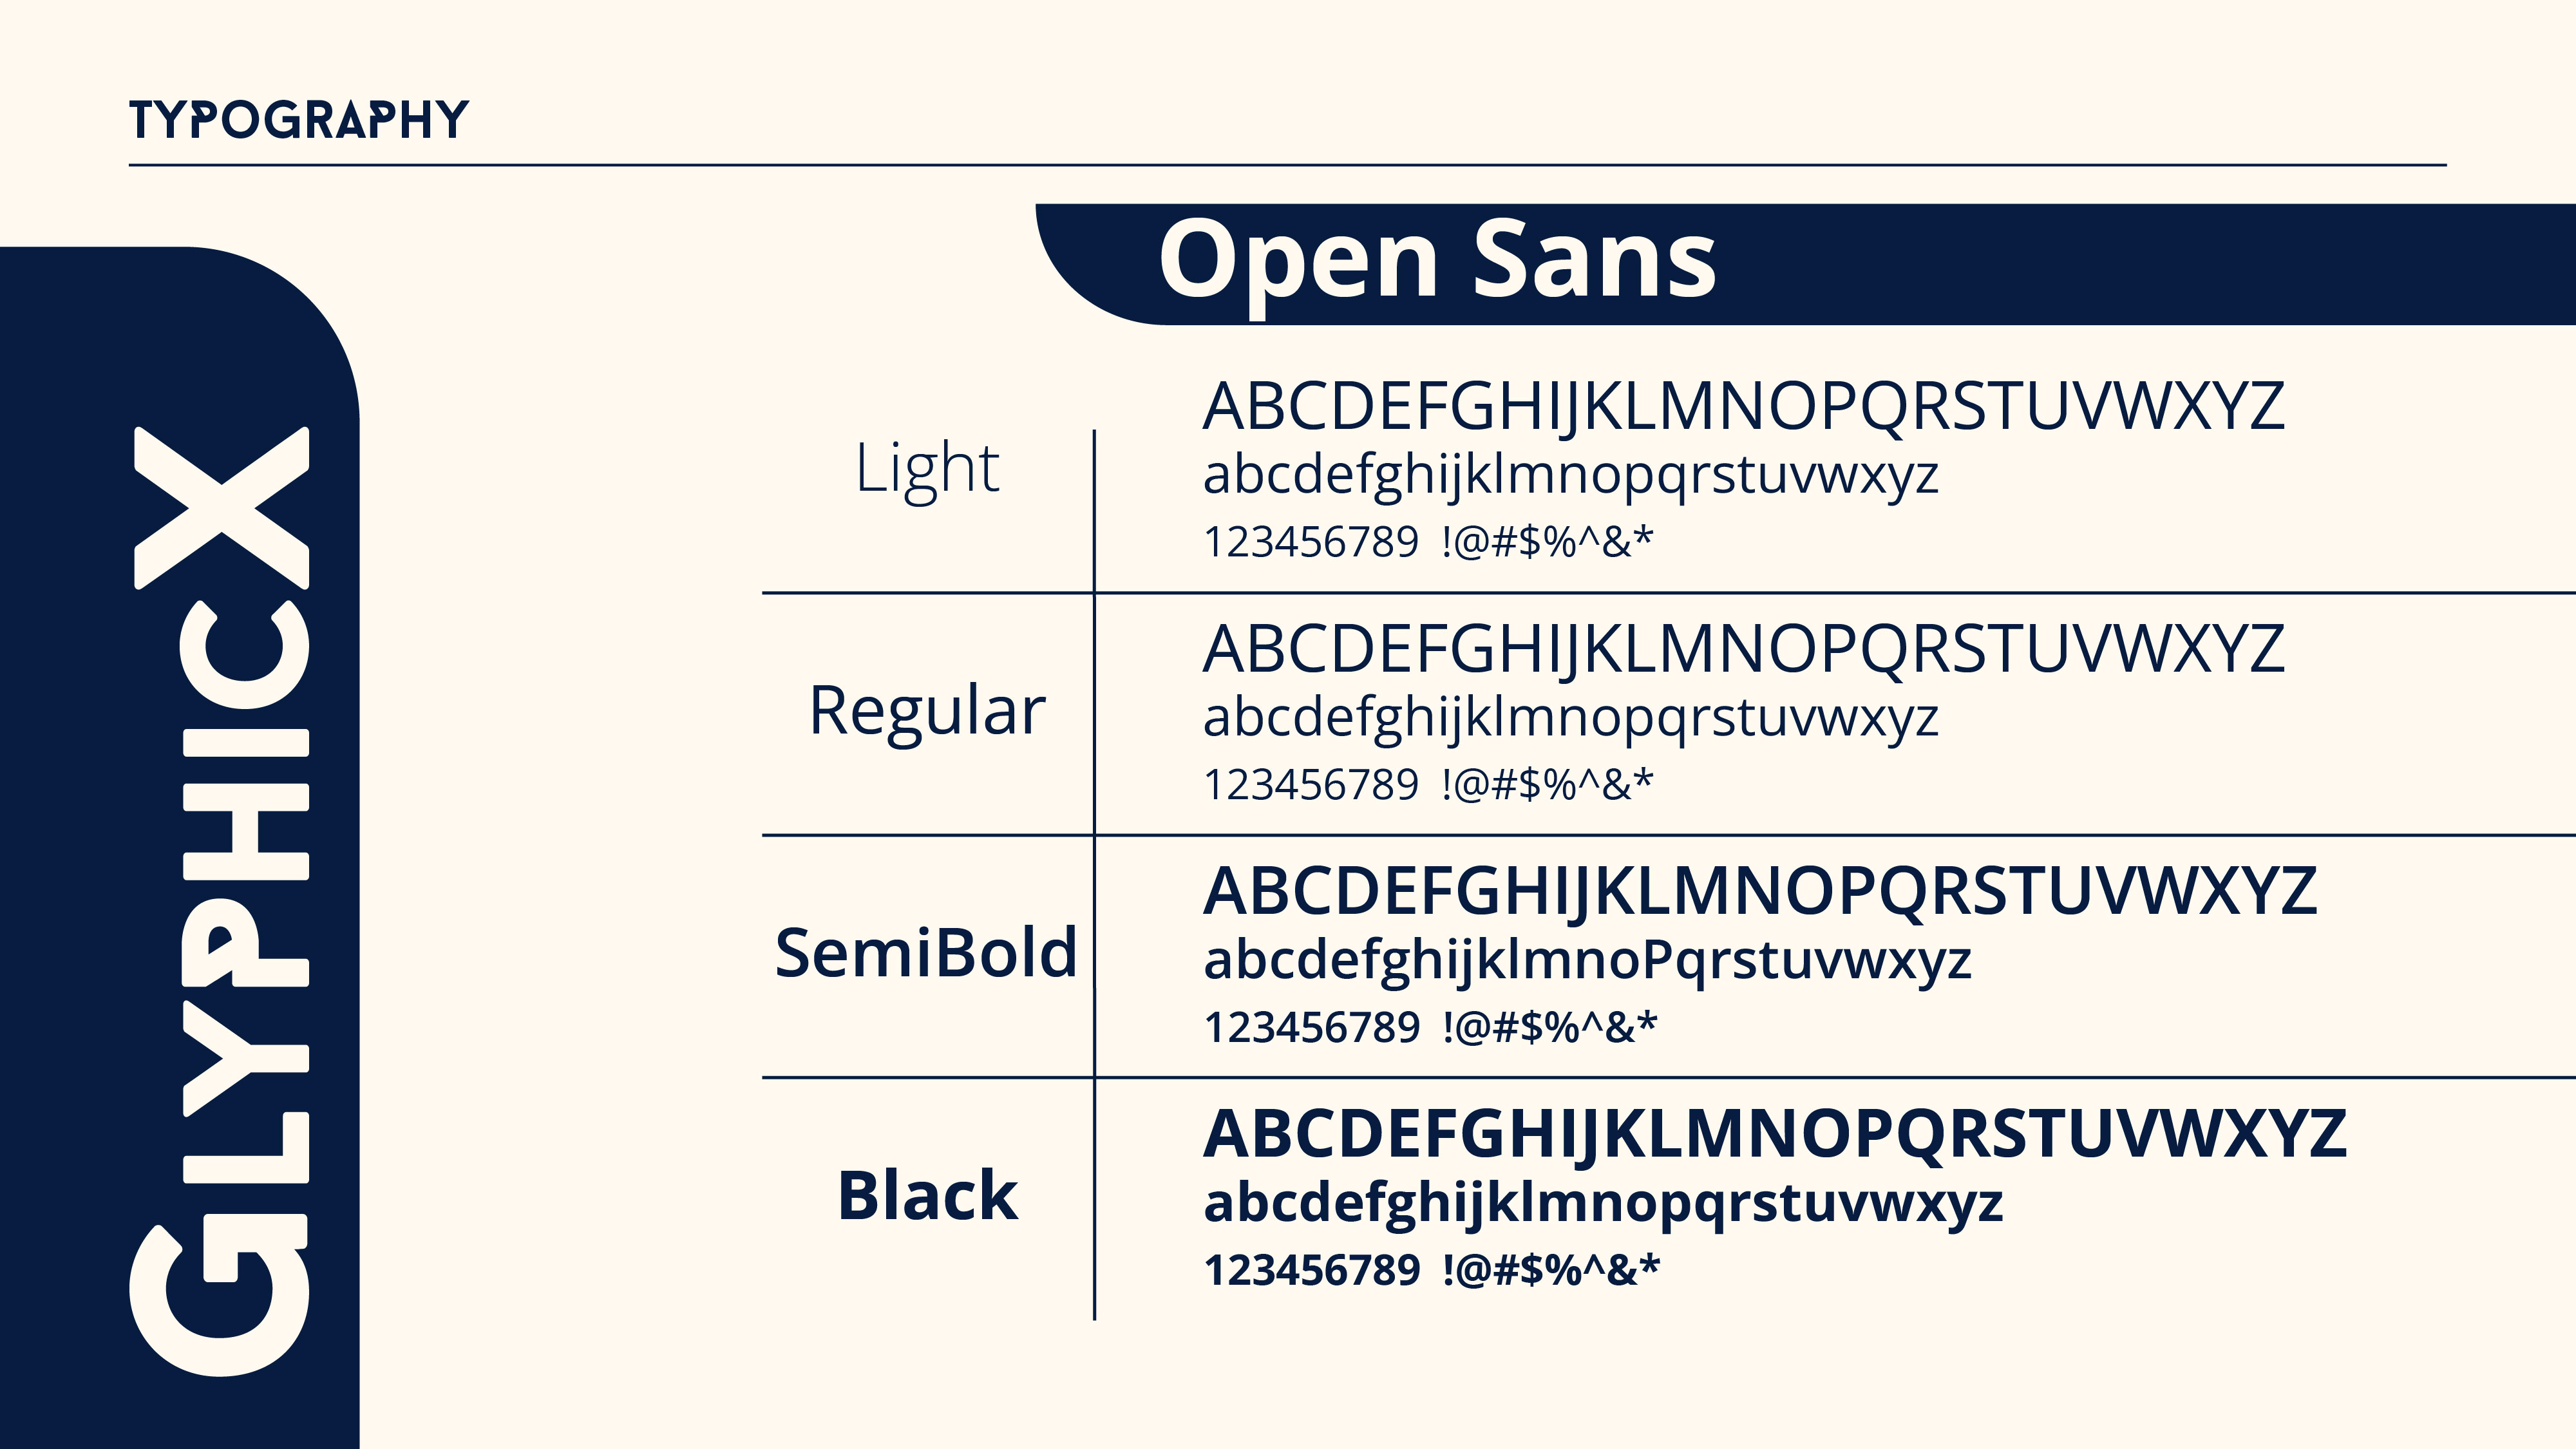 TYPOGRAPHY
GLYPHICX
Open Sans
Light
ABCDEFGHIJKLMNOPQRSTUVWXYZ
abcdefghijklmnopqrstuvwxyz
123456789 !@#$%^&*
Regular
ABCDEFGHIJKLMNOPQRSTUVWXYZ
abcdefghijklmnopqrstuvwxyz
123456789 !@#$%^&*
SemiBold
ABCDEFGHIJKLMNOPQRSTUVWXYZ
abcdefghijklmnoPqrstuvwxyz
123456789 !@#$%^&*
Black
ABCDEFGHIJKLMNOPQRSTUVWXYZ
abcdefghijklmnopqrstuvwxyz
123456789 !@#$%^&*